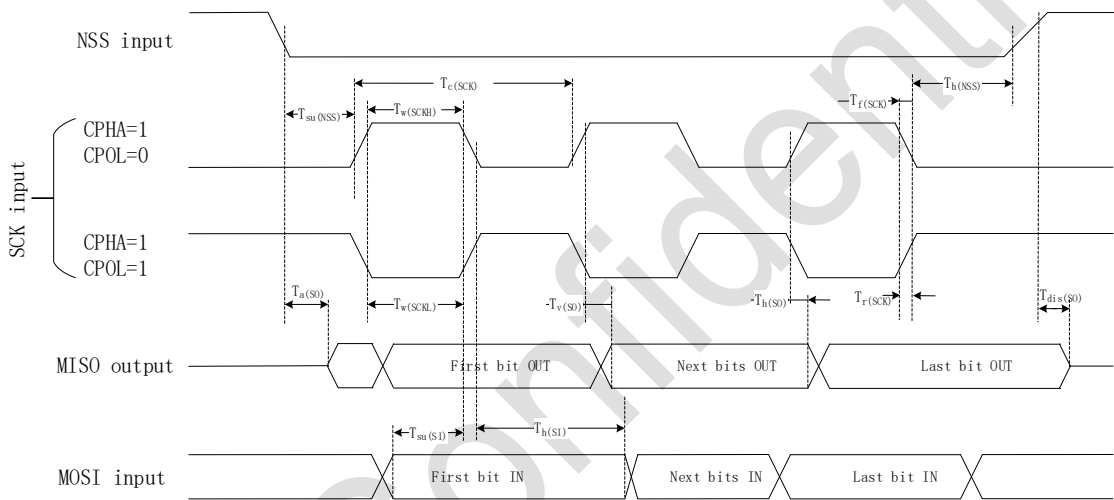 NSS input
Tc(SCK)
Th(NSS)
Tsu(NSS)
Tw(SCKH)
Tf(SCK)
SCK input
CPHA=1
CPOL=0
CPHA=1
CPOL=1
Ta(SO)
Tw(SCKL)
Tv(SO)
Th(SO)
Tr(SCK)
Tdis(SO)
MISO output
First bit OUT
Next bits OUT
Last bit OUT
Tsu(SI)
Th(SI)
MOSI input
First bit IN
Next bits IN
Last bit IN
Confidential